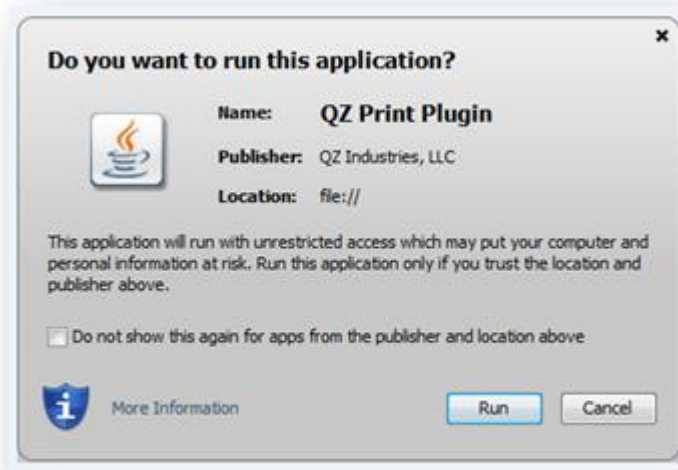 Do you want to run this application?
Name: QZ Print Plugin
Publisher: QZ Industries, LLC
Location: file://
This application will run with unrestricted access which may put your computer and
personal information at risk. Run this application only if you trust the location and
publisher above.
Do not show this again for apps from the publisher and location above
More Information
Run
Cancel